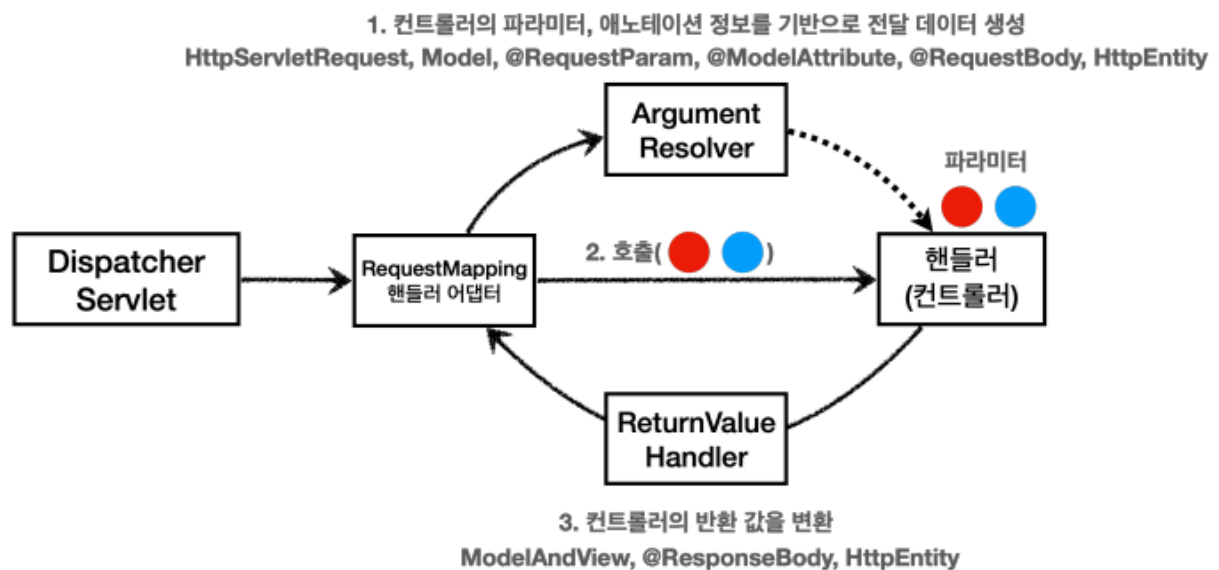 1. 컨트롤러의 파라미터, 애노테이션 정보를 기반으로 전달 데이터 생성
HttpServletRequest, Model, @RequestParam, @ModelAttribute, @RequestBody, HttpEntity
Argument
Resolver
파라미터
Dispatcher
Servlet
RequestMapping
핸들러 어댑터
2. 호출( )
핸들러
(컨트롤러)
ReturnValue
Handler
3. 컨트롤러의 반환 값을 변환
ModelAndView, @ResponseBody, HttpEntity